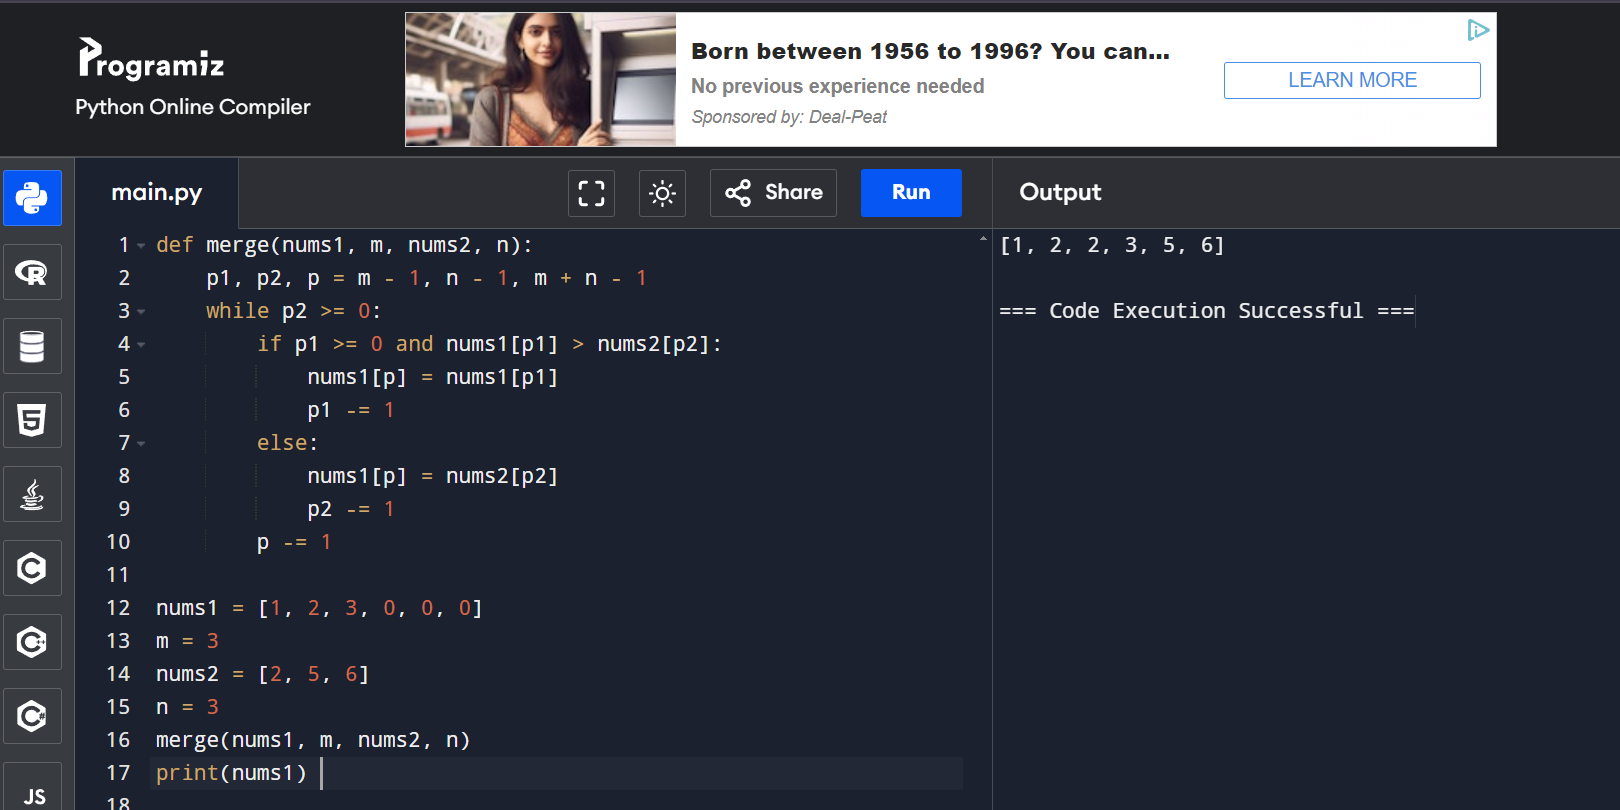 Programiz
Python Online Compiler
Born between 1956 to 1996? You can...
No previous experience needed
Sponsored by: Deal-Peat
LEARN MORE
main.py
Share
Run
Output
1 def merge(nums1, m, nums2, n):
2     p1, p2, p = m - 1, n - 1, m + n - 1
3     while p2 >= 0:
4         if p1 >= 0 and nums1[p1] > nums2[p2]:
5             nums1[p] = nums1[p1]
6             p1 -= 1
7         else:
8             nums1[p] = nums2[p2]
9             p2 -= 1
10         p -= 1
11
12 nums1 = [1, 2, 3, 0, 0, 0]
13 m = 3
14 nums2 = [2, 5, 6]
15 n = 3
16 merge(nums1, m, nums2, n)
17 print(nums1)
18
[1, 2, 2, 3, 5, 6]
=== Code Execution Successful ===
R
5
C
C++
C#
JS